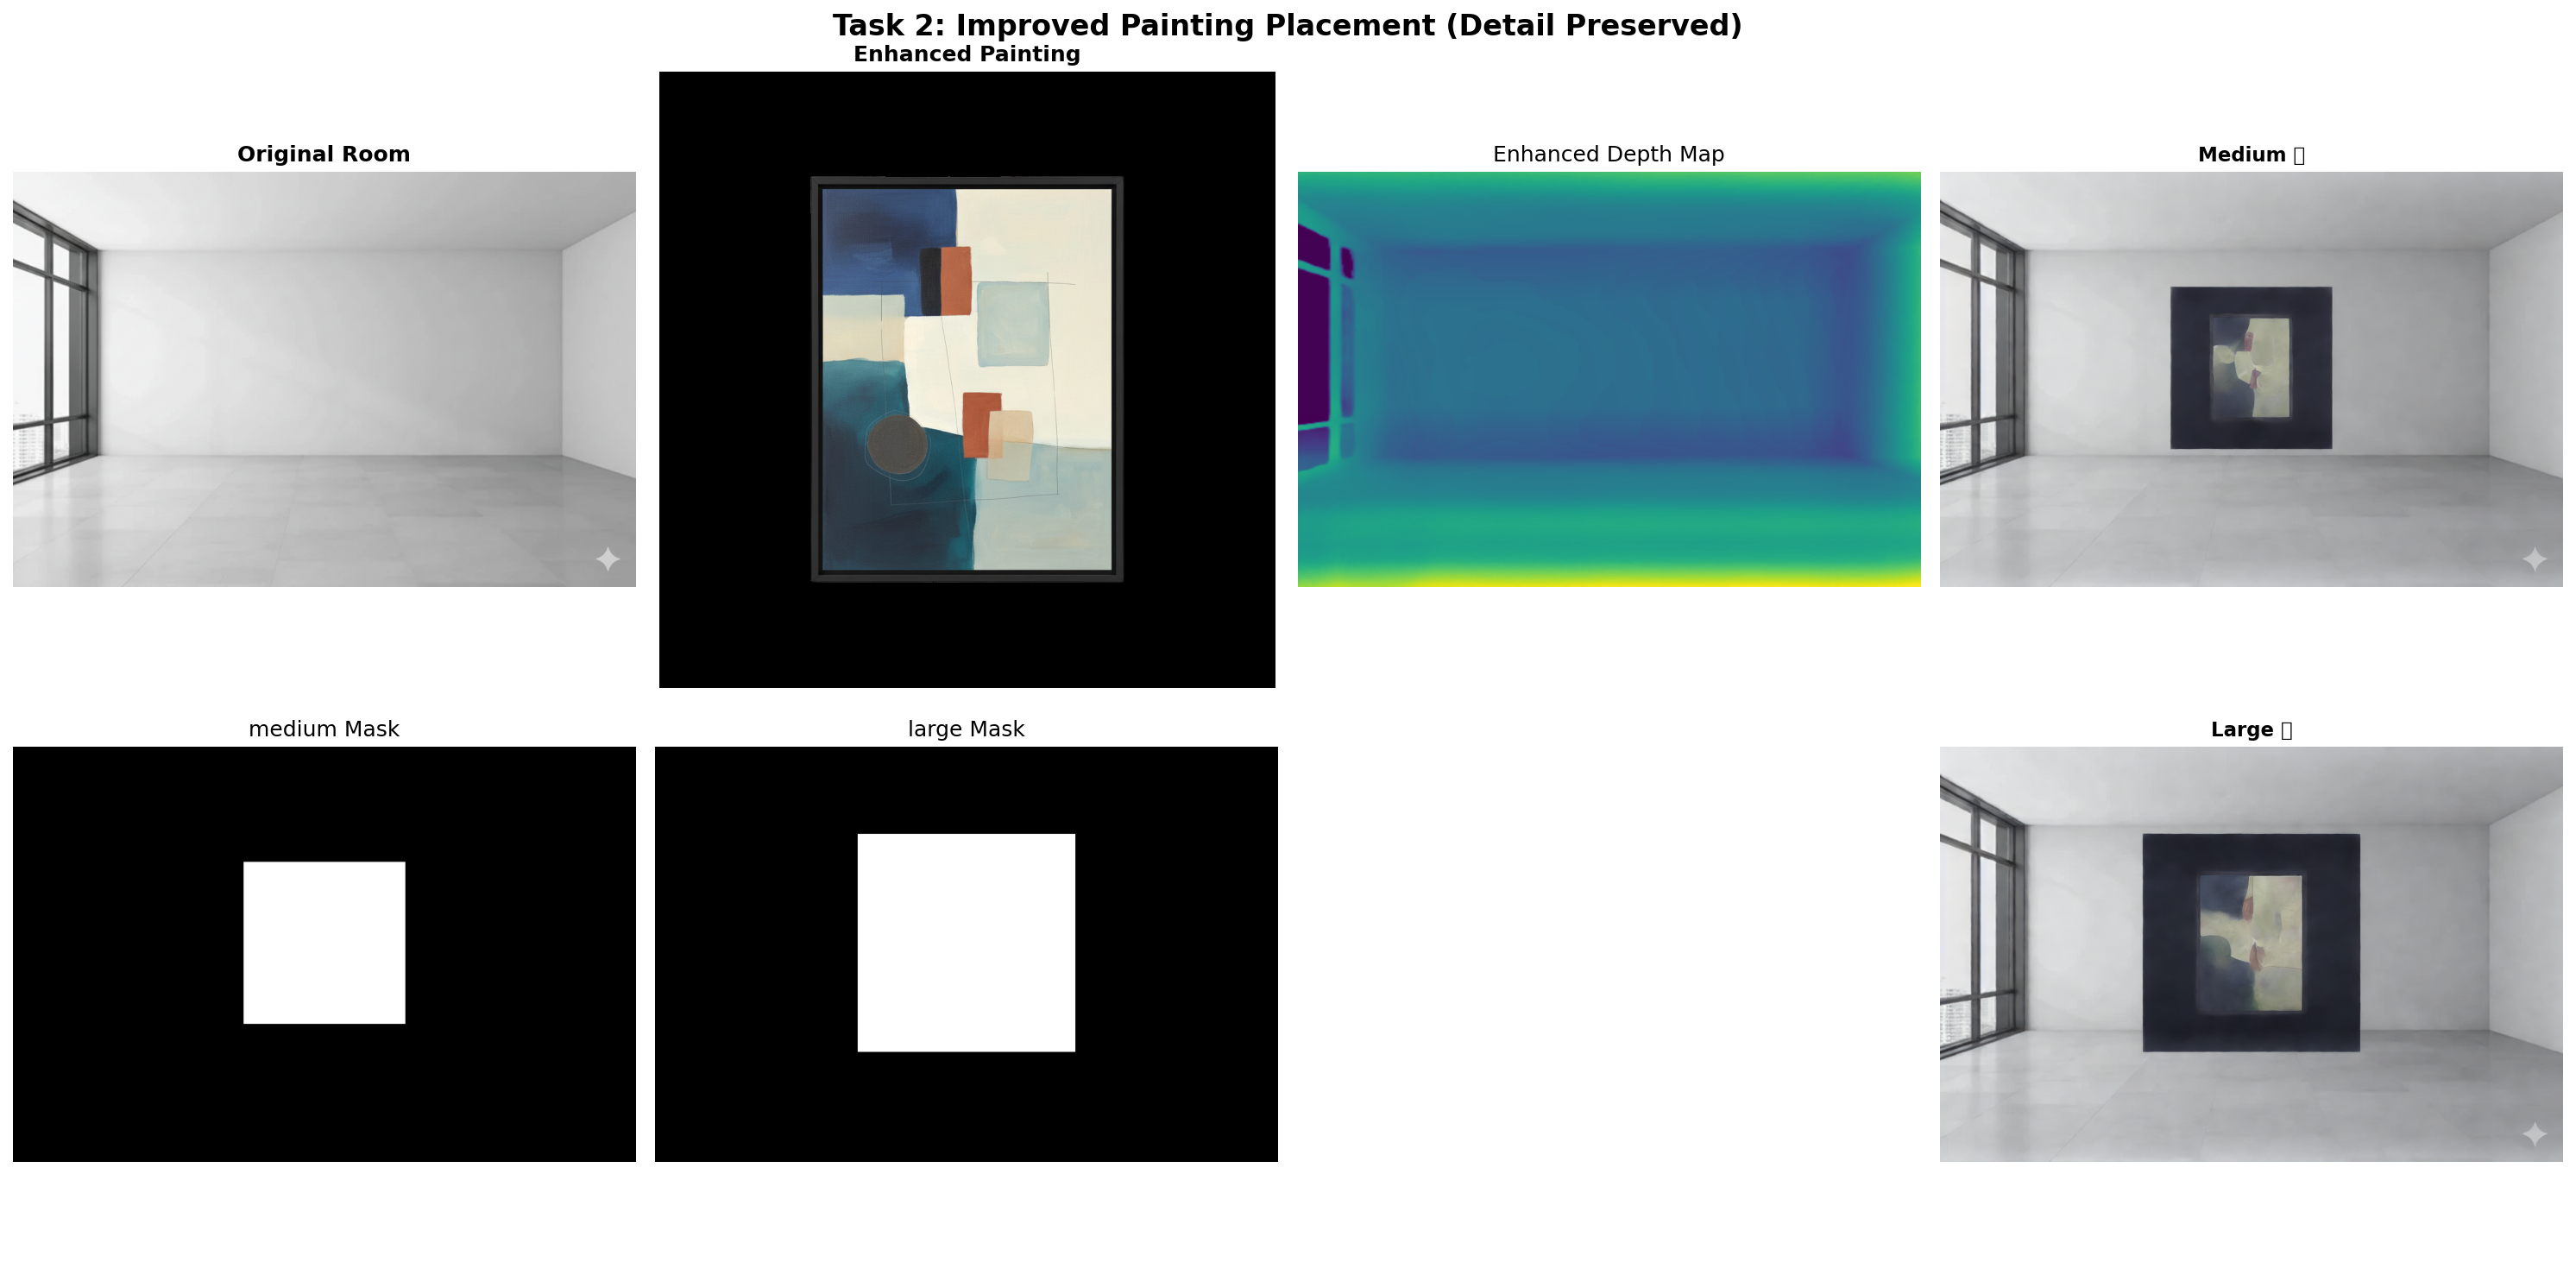 Task 2: Improved Painting Placement (Detail Preserved)
Original Room
Enhanced Painting
Enhanced Depth Map
Medium
medium Mask
large Mask
Large